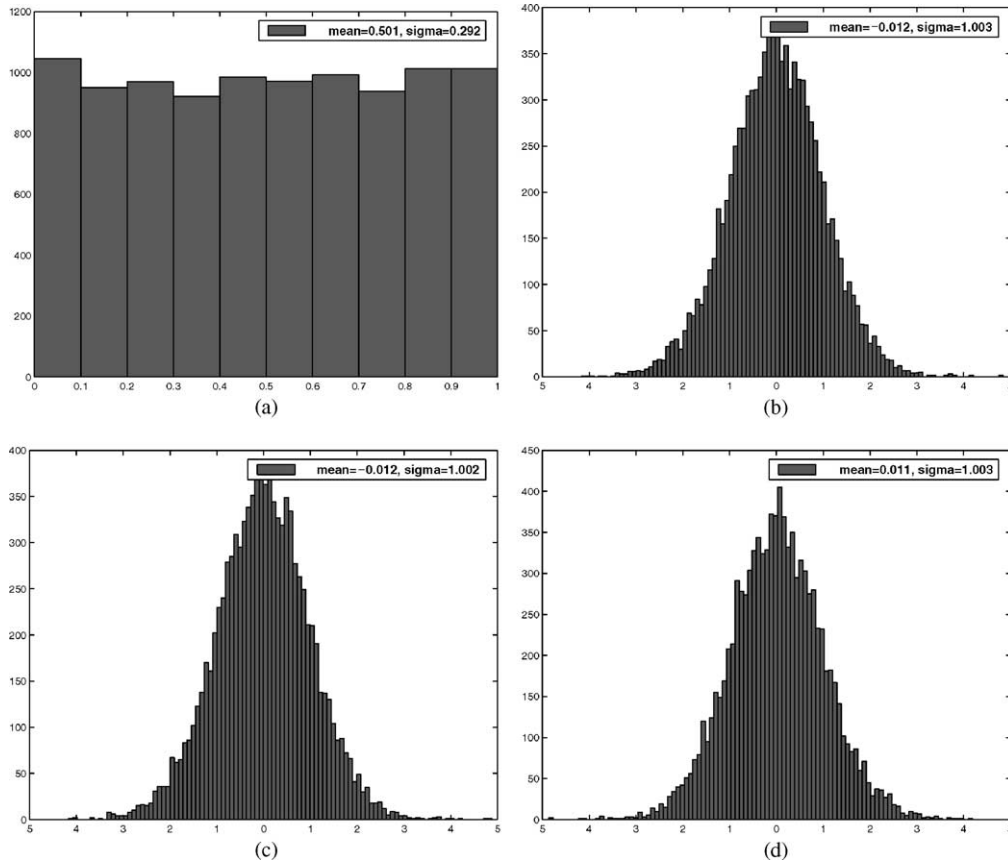 mean=0.501, sigma=0.292
1200
1000
800
600
400
200
0
0 0.1 0.2 0.3 0.4 0.5 0.6 0.7 0.8 0.9 1
(a)
mean=−0.012, sigma=1.003
400
350
300
250
200
150
100
50
0
5 4 3 2 1 0 1 2 3 4 5
(b)
mean=−0.012, sigma=1.002
400
350
300
250
200
150
100
50
0
5 4 3 2 1 0 1 2 3 4 5
(c)
mean=0.011, sigma=1.003
450
400
350
300
250
200
150
100
50
0
5 4 3 2 1 0 1 2 3 4 5
(d)